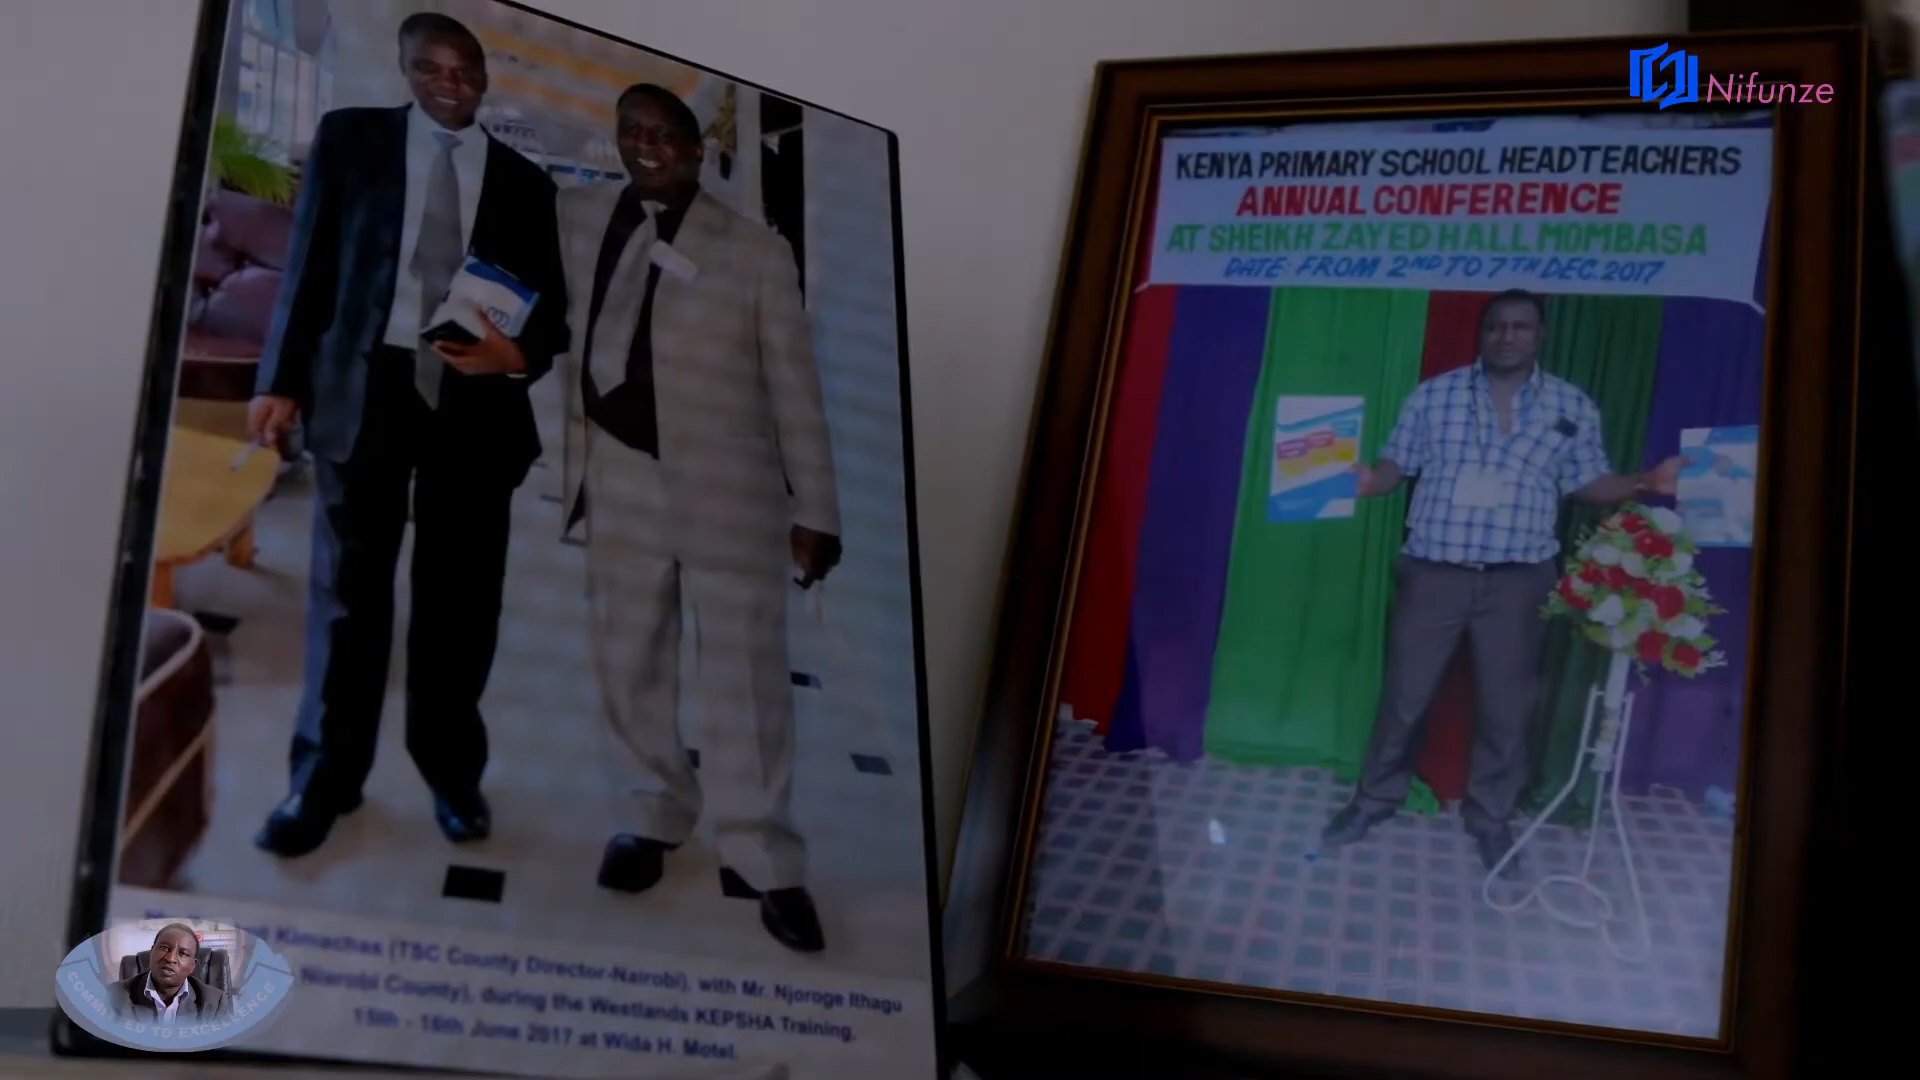 Nifunze
KENYA PRIMARY SCHOOL HEADTEACHERS
ANNUAL CONFERENCE
AT SHEIKH ZAYED HALL MOMBASA
DATE: FROM 2ND TO 7TH DEC. 2017
Kimachas (TSC County Director-Nairobi), with Mr. Njoroge Ithagu
Niarobi County), during the Westlands KEPSHA Training,
15th - 16th June 2017 at Wida H. Motel.
COMMITTED TO EXCELLENCE